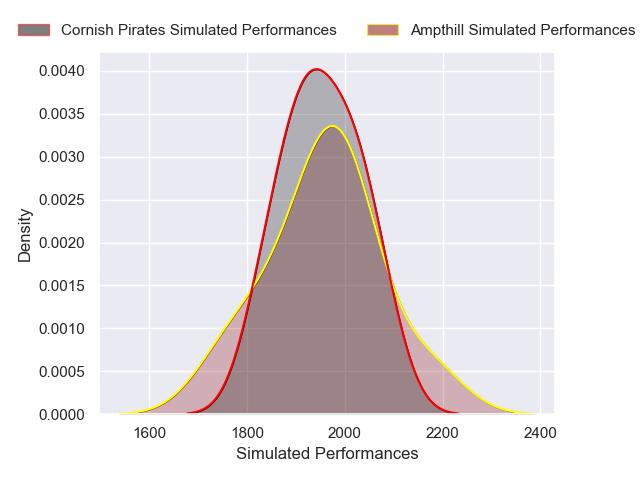 Cornish Pirates Simulated Performances
Ampthill Simulated Performances
0.0040
0.0035
0.0030
0.0025
0.0020
0.0015
0.0010
0.0005
0.0000
Density
1600 1800 2000 2200 2400
Simulated Performances